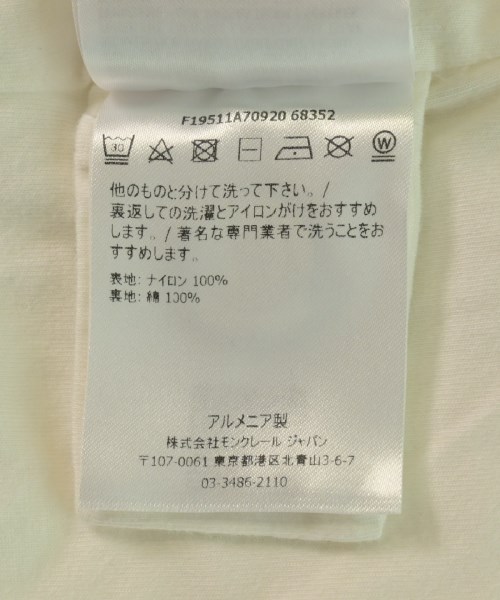 F19511A70920 68352
30
W
他のものと分けて洗って下さい。/
裏返しての洗濯とアイロンがけをおすすめ
します。/ 著名な専門業者で洗うことをお
すすめします。
表地: ナイロン 100%
裏地: 綿 100%
アルメニア製
株式会社モンクレール ジャパン
〒107-0061 東京都港区北青山3-6-7
03-3486-2110